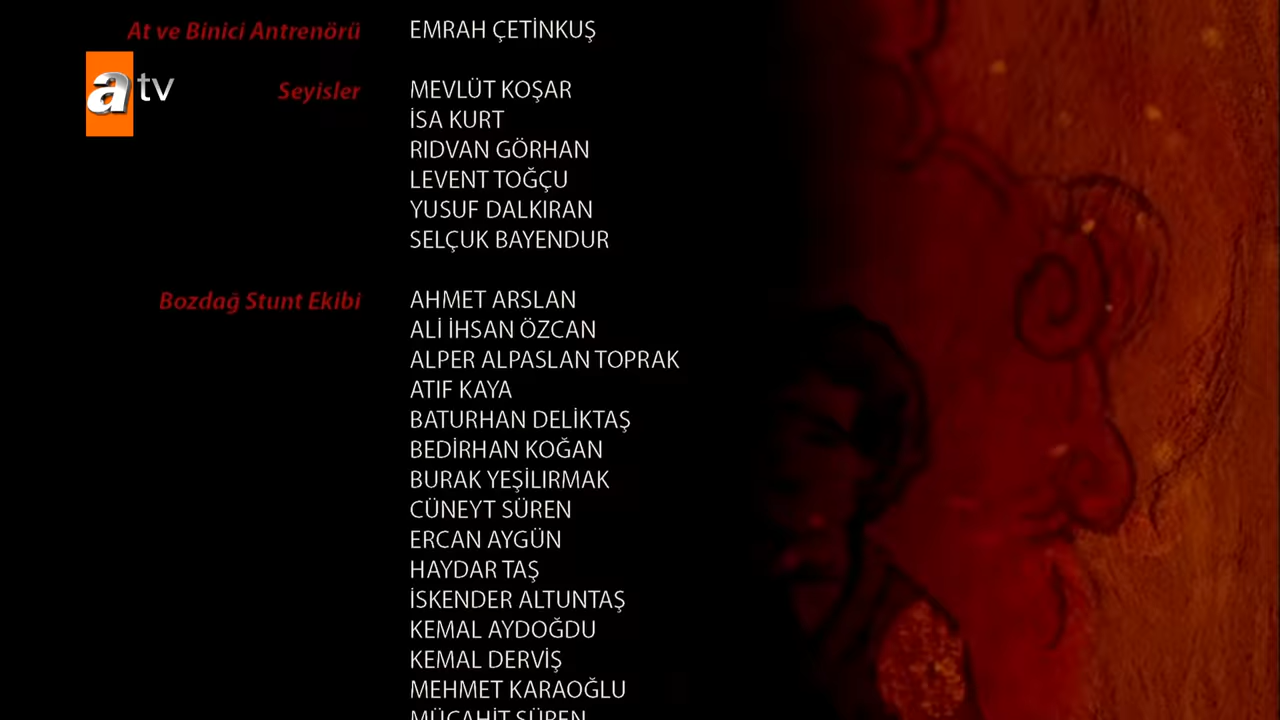 At ve Binici Antrenörü EMRAH ÇETİNKUŞ
atv
Seyisler MEVLÜT KOŞAR
İSA KURT
RIDVAN GÖRHAN
LEVENT TOĞÇU
YUSUF DALKIRAN
SELÇUK BAYENDUR
Bozdağ Stunt Ekibi AHMET ARSLAN
ALİ İHSAN ÖZCAN
ALPER ALPASLAN TOPRAK
ATIF KAYA
BATURHAN DELİKTAŞ
BEDİRHAN KOĞAN
BURAK YEŞİLIRMAK
CÜNEYT SÜREN
ERCAN AYGÜN
HAYDAR TAŞ
İSKENDER ALTUNTAŞ
KEMAL AYDOĞDU
KEMAL DERVİŞ
MEHMET KARAOĞLU
MÜCAHİT SÜREN